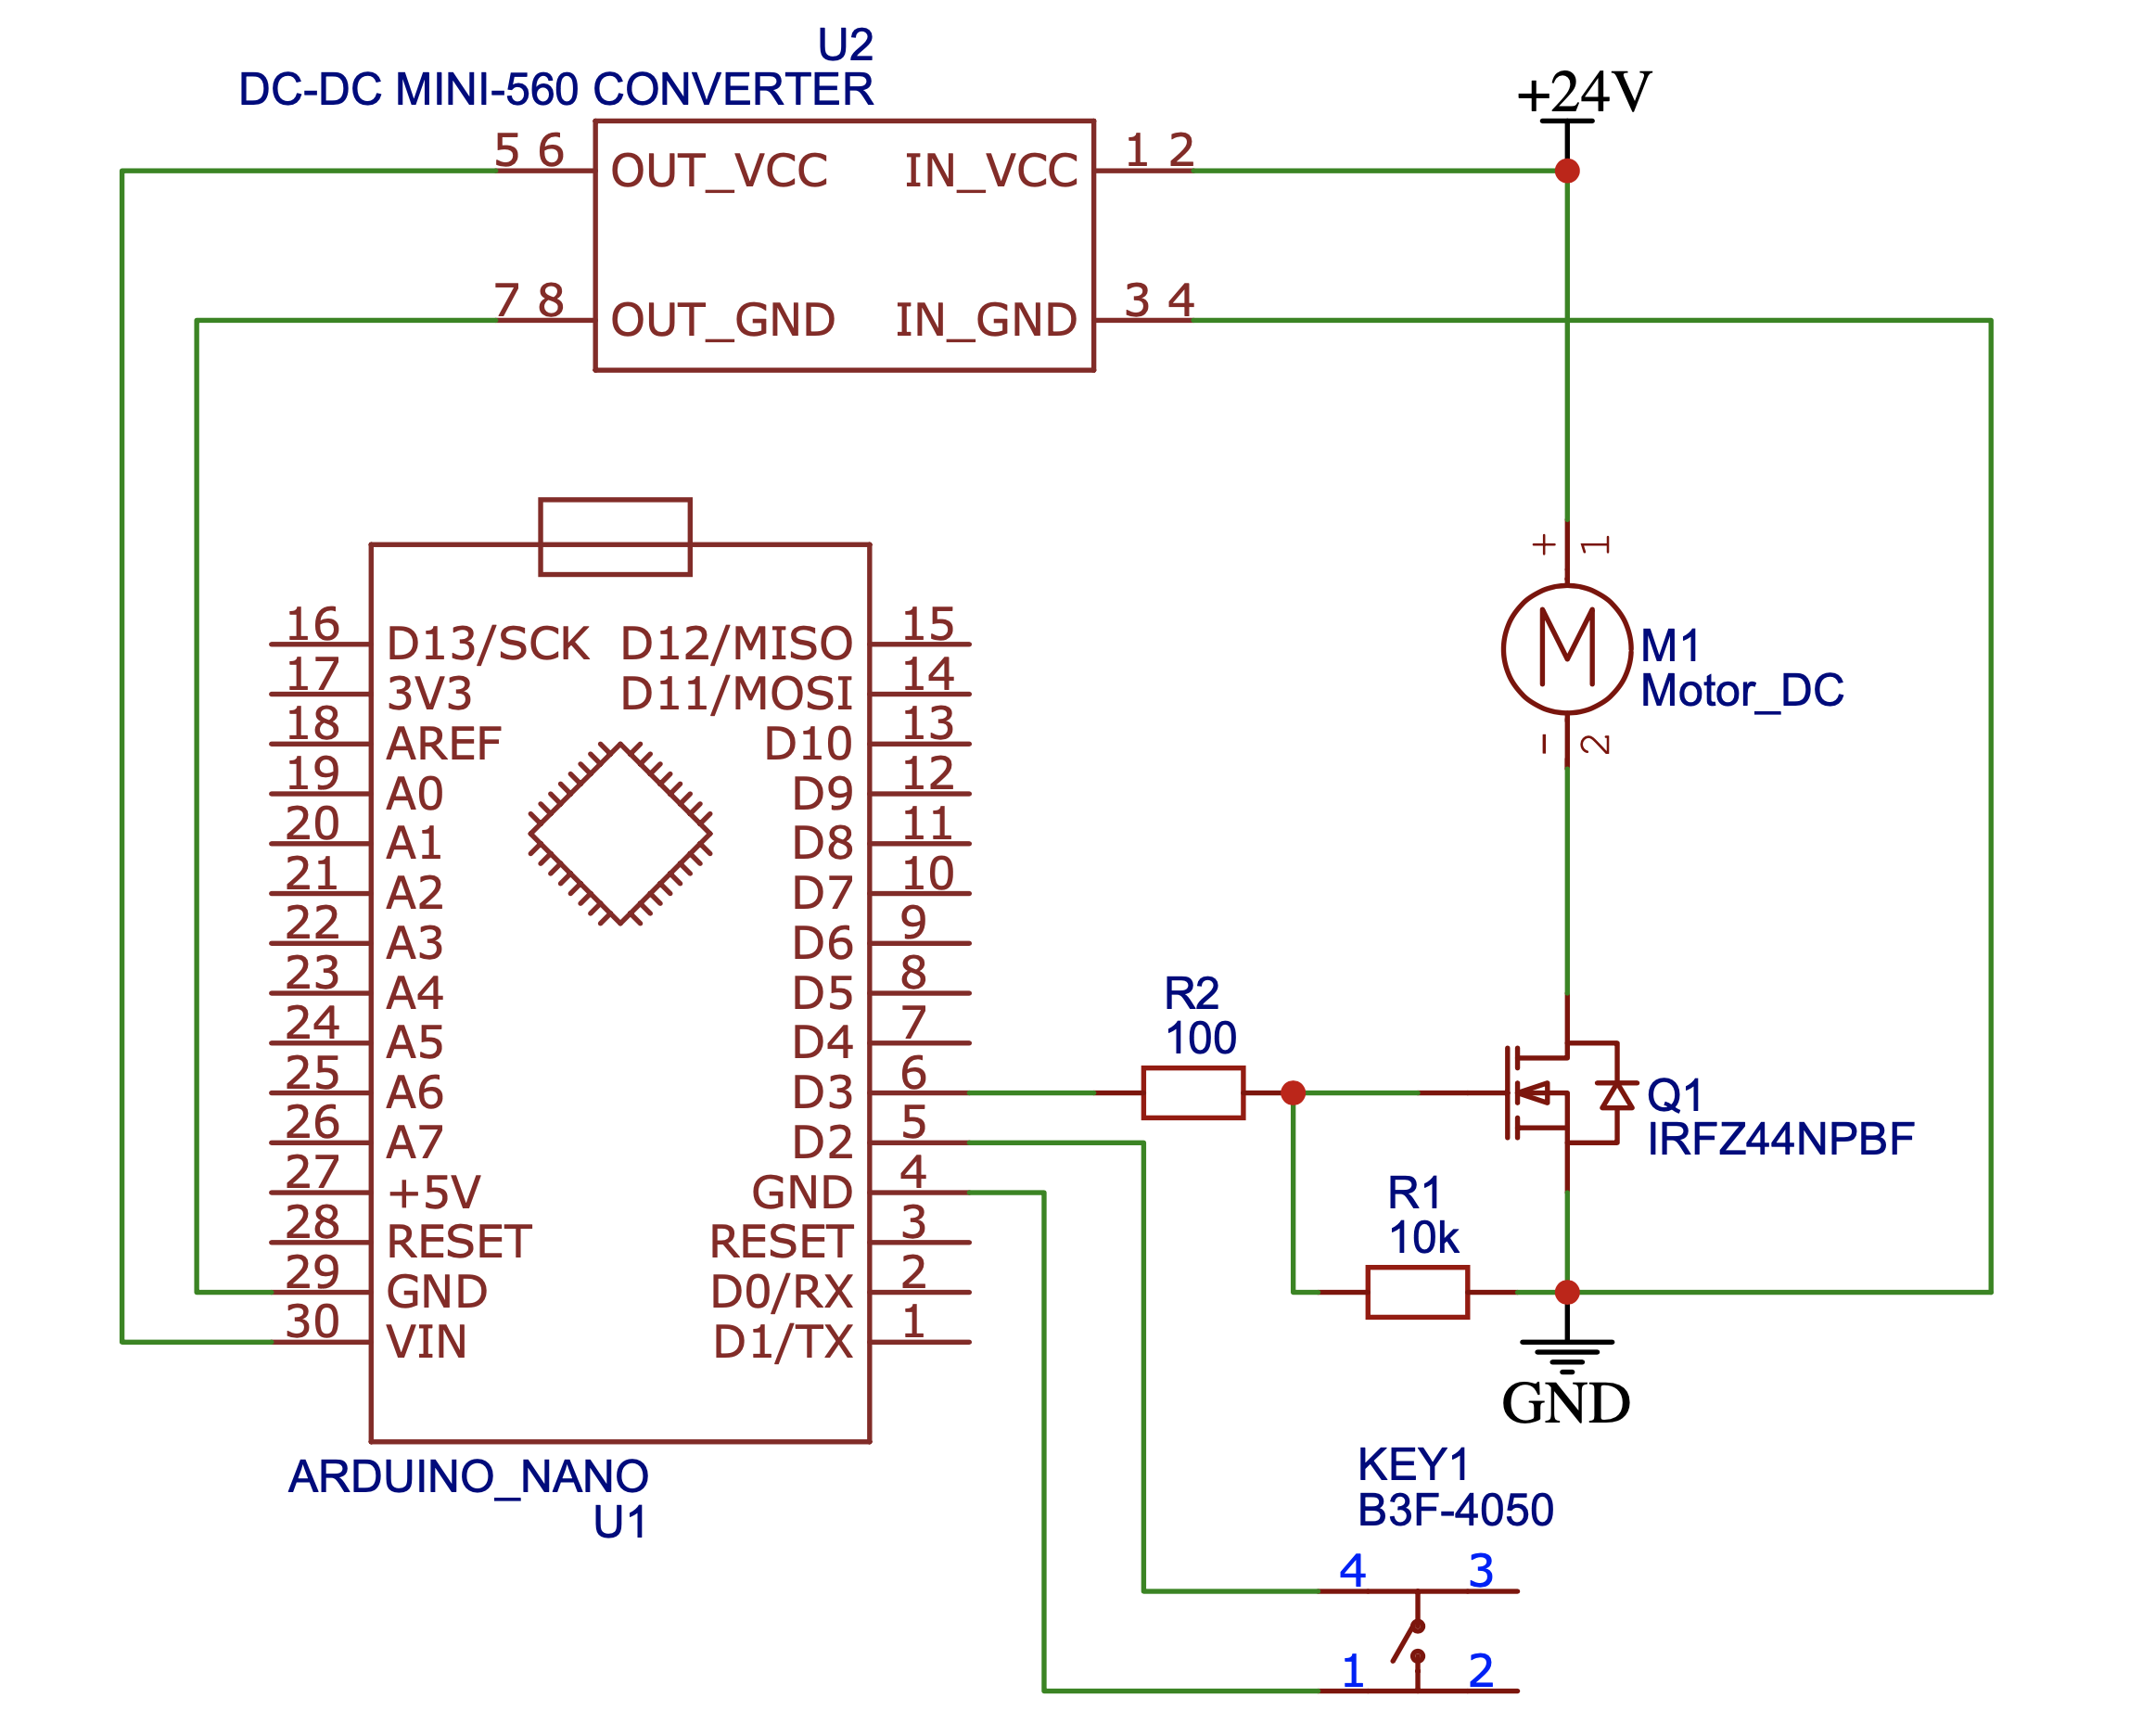 U2
DC-DC MINI-560 CONVERTER
5 6
OUT_VCC
IN_VCC
1 2
7 8
OUT_GND
IN_GND
3 4
+24V
+ 1
M
M1
Motor_DC
- 2
16 D13/SCK D12/MISO 15
17 3V3 D11/MOSI 14
18 AREF D10 13
19 A0 D9 12
20 A1 D8 11
21 A2 D7 10
22 A3 D6 9
23 A4 D5 8
24 A5 D4 7
25 A6 D3 6
26 A7 D2 5
27 +5V GND 4
28 RESET RESET 3
29 GND D0/RX 2
30 VIN D1/TX 1
ARDUINO_NANO
U1
R2
100
Q1
IRFZ44NPBF
R1
10k
GND
KEY1
B3F-4050
4 3
1 2